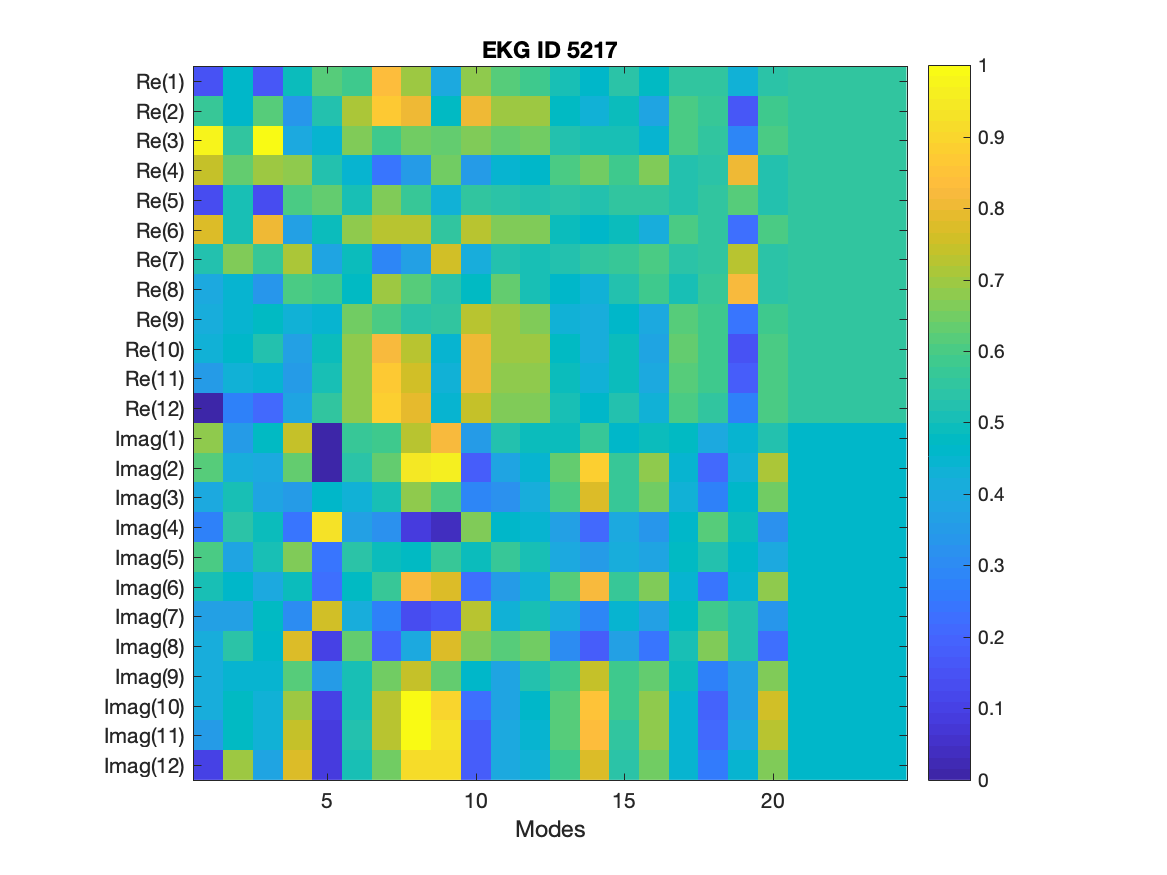 EKG ID 5217
Re(1)
Re(2)
Re(3)
Re(4)
Re(5)
Re(6)
Re(7)
Re(8)
Re(9)
Re(10)
Re(11)
Re(12)
Imag(1)
Imag(2)
Imag(3)
Imag(4)
Imag(5)
Imag(6)
Imag(7)
Imag(8)
Imag(9)
Imag(10)
Imag(11)
Imag(12)
5 10 15 20
Modes
1
0.9
0.8
0.7
0.6
0.5
0.4
0.3
0.2
0.1
0